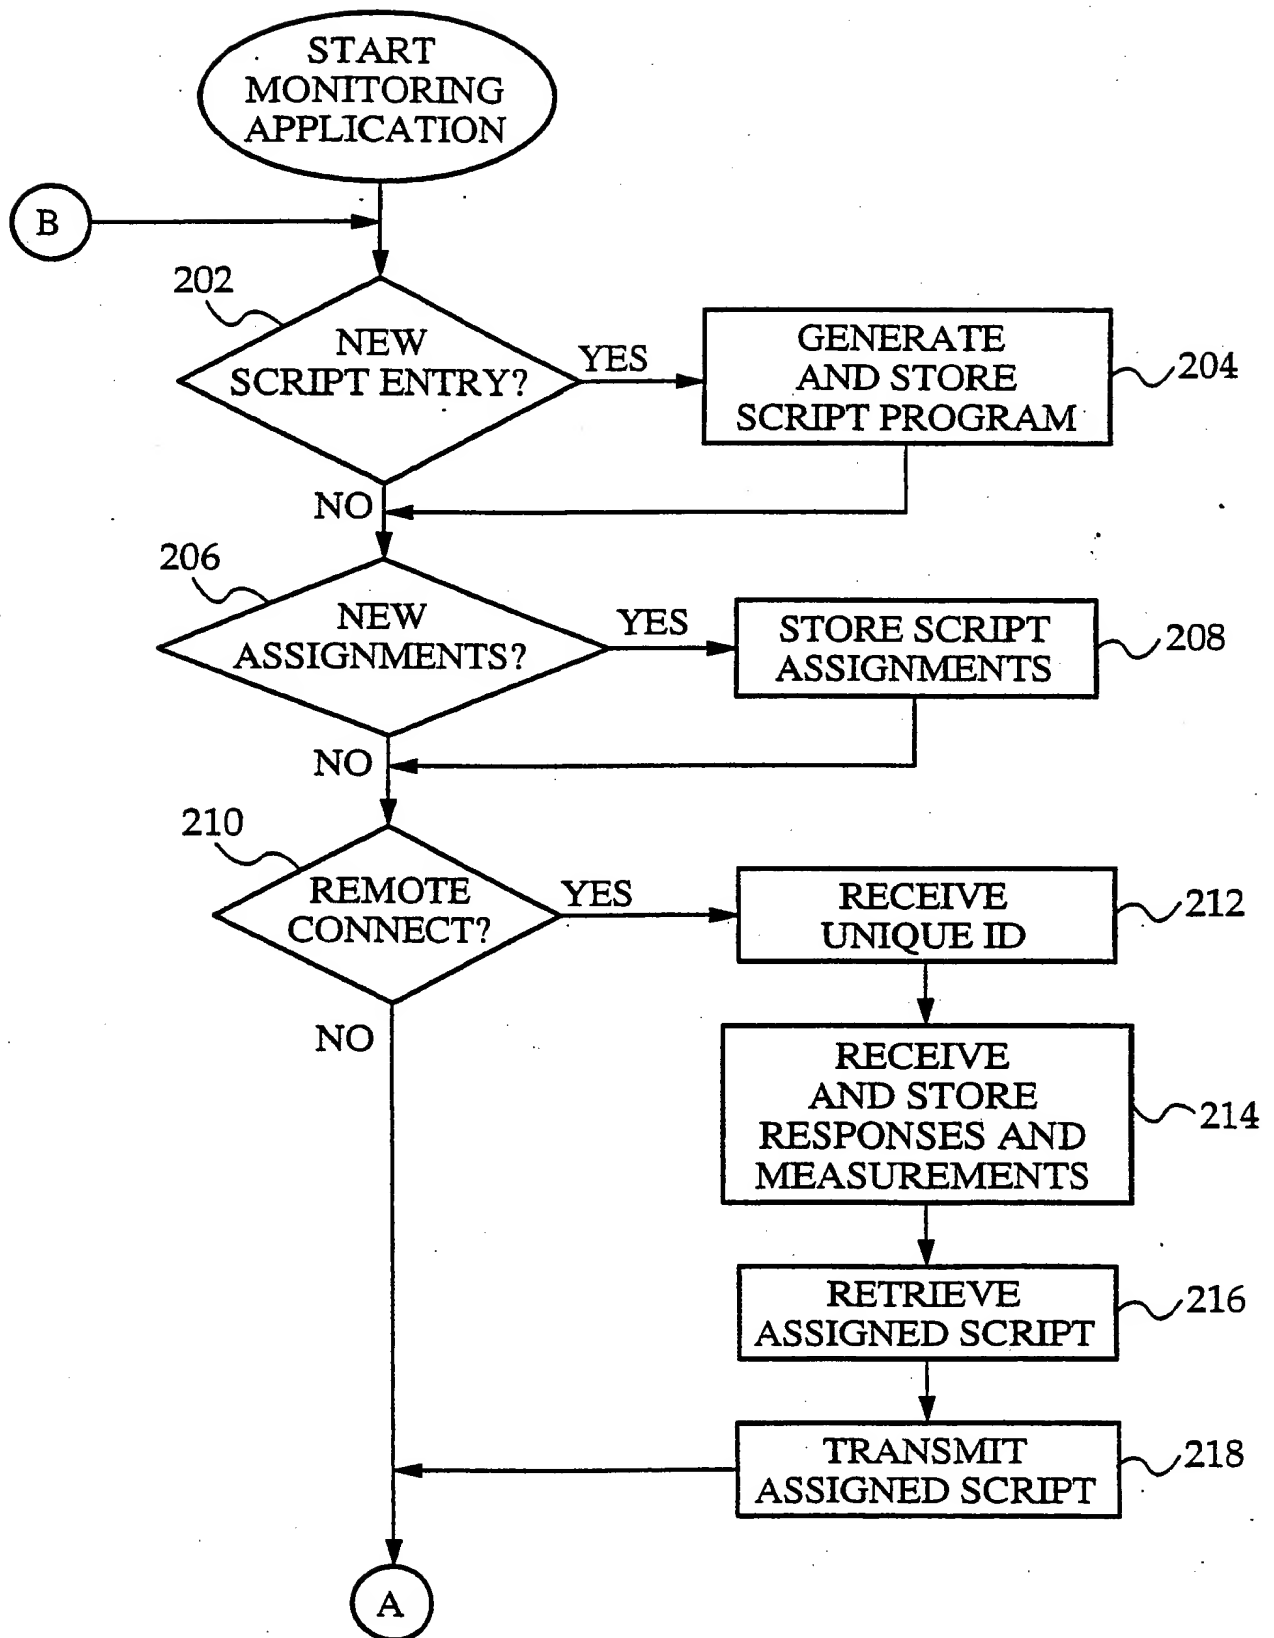 START
MONITORING
APPLICATION
B
202
NEW
SCRIPT ENTRY?
YES
GENERATE
AND STORE
SCRIPT PROGRAM
204
NO
206
NEW
ASSIGNMENTS?
YES
STORE SCRIPT
ASSIGNMENTS
208
NO
210
REMOTE
CONNECT?
YES
RECEIVE
UNIQUE ID
212
NO
RECEIVE
AND STORE
RESPONSES AND
MEASUREMENTS
214
RETRIEVE
ASSIGNED SCRIPT
216
TRANSMIT
ASSIGNED SCRIPT
218
A